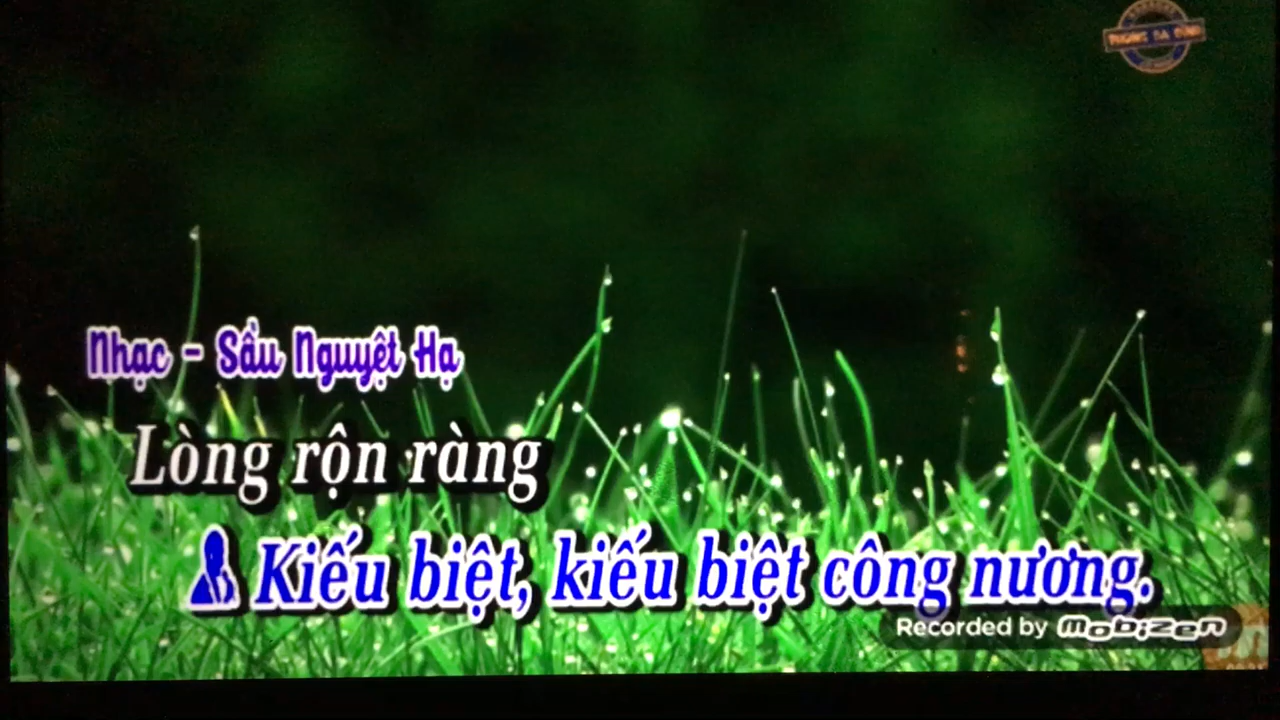 Nhạc - Sầu Nguyệt Hạ
Lòng rộn ràng
Kiếu biệt, kiếu biệt công nương.
Recorded by mobizen